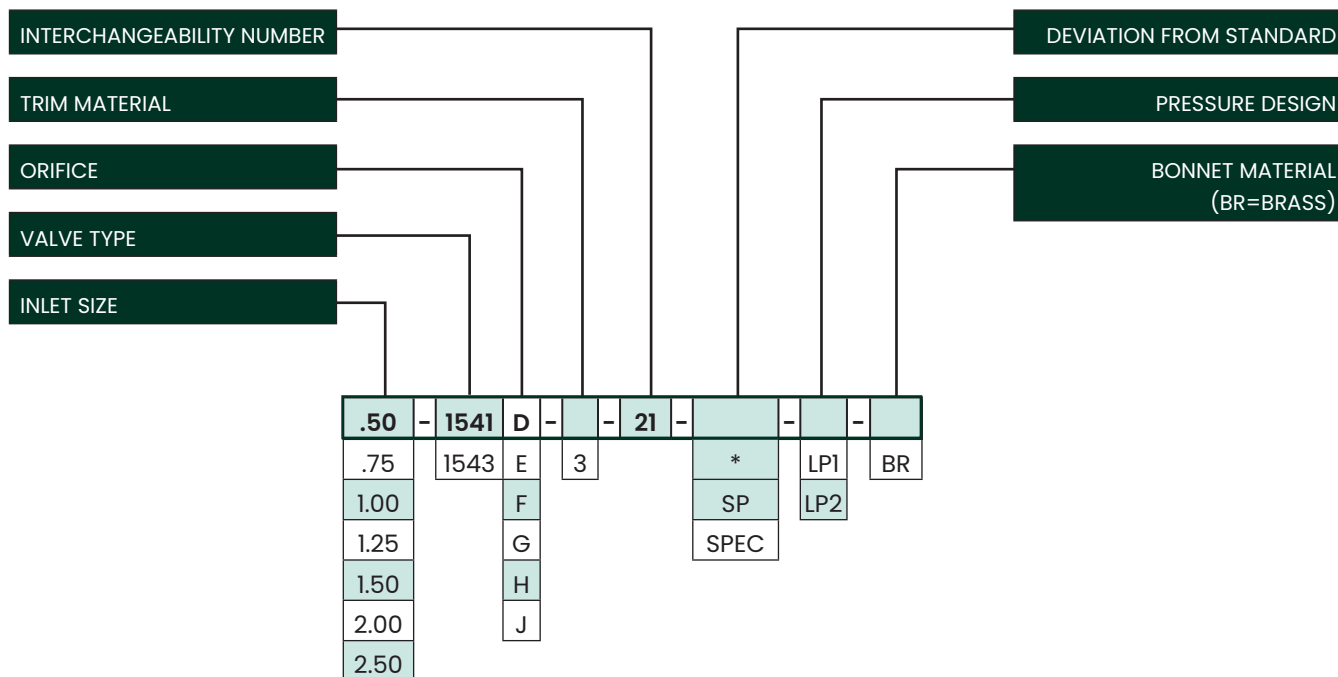 INTERCHANGEABILITY NUMBER
TRIM MATERIAL
ORIFICE
VALVE TYPE
INLET SIZE
DEVIATION FROM STANDARD
PRESSURE DESIGN
BONNET MATERIAL
(BR=BRASS)
.50 - 1541 D - - 21 - - -
.75 1543 E 3 * LP1 BR
1.00 F SP LP2
1.25 G SPEC
1.50 H
2.00 J
2.50